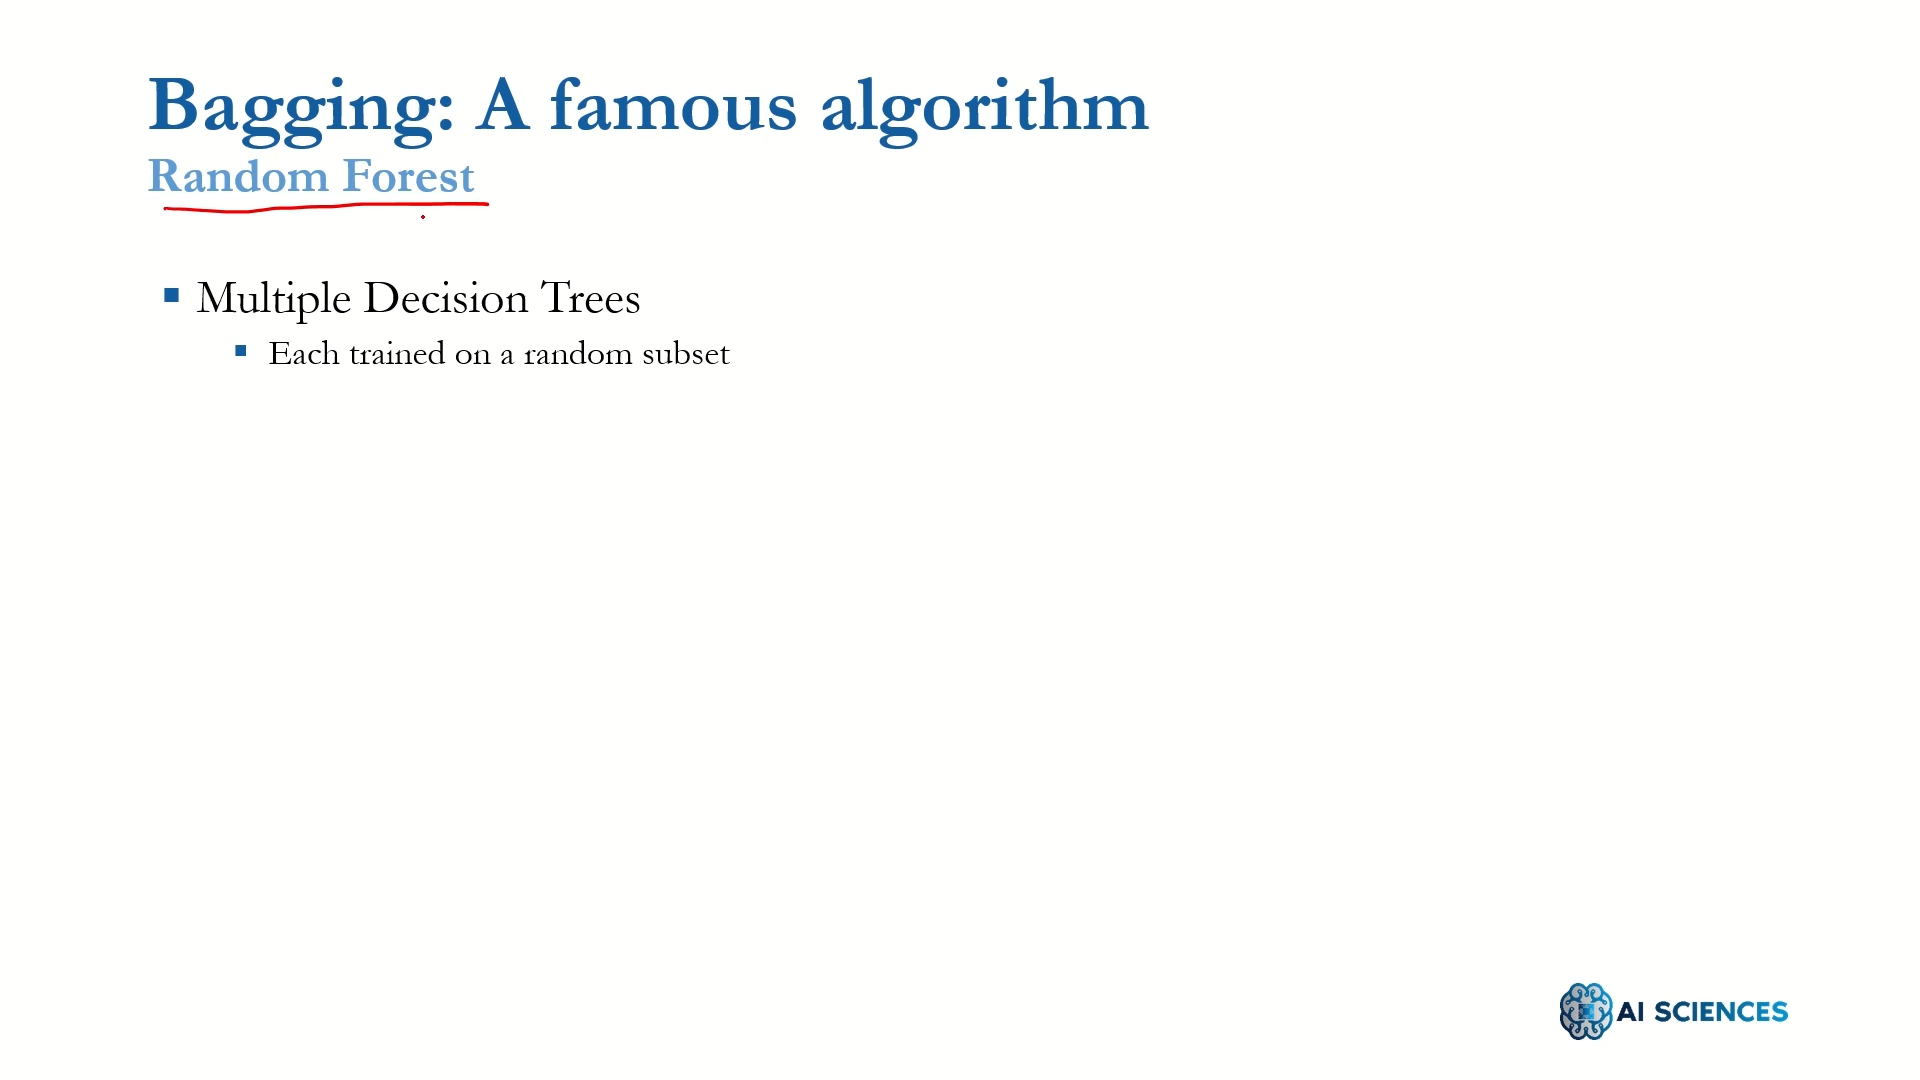 Bagging: A famous algorithm
Random Forest
Multiple Decision Trees
Each trained on a random subset
AI SCIENCES